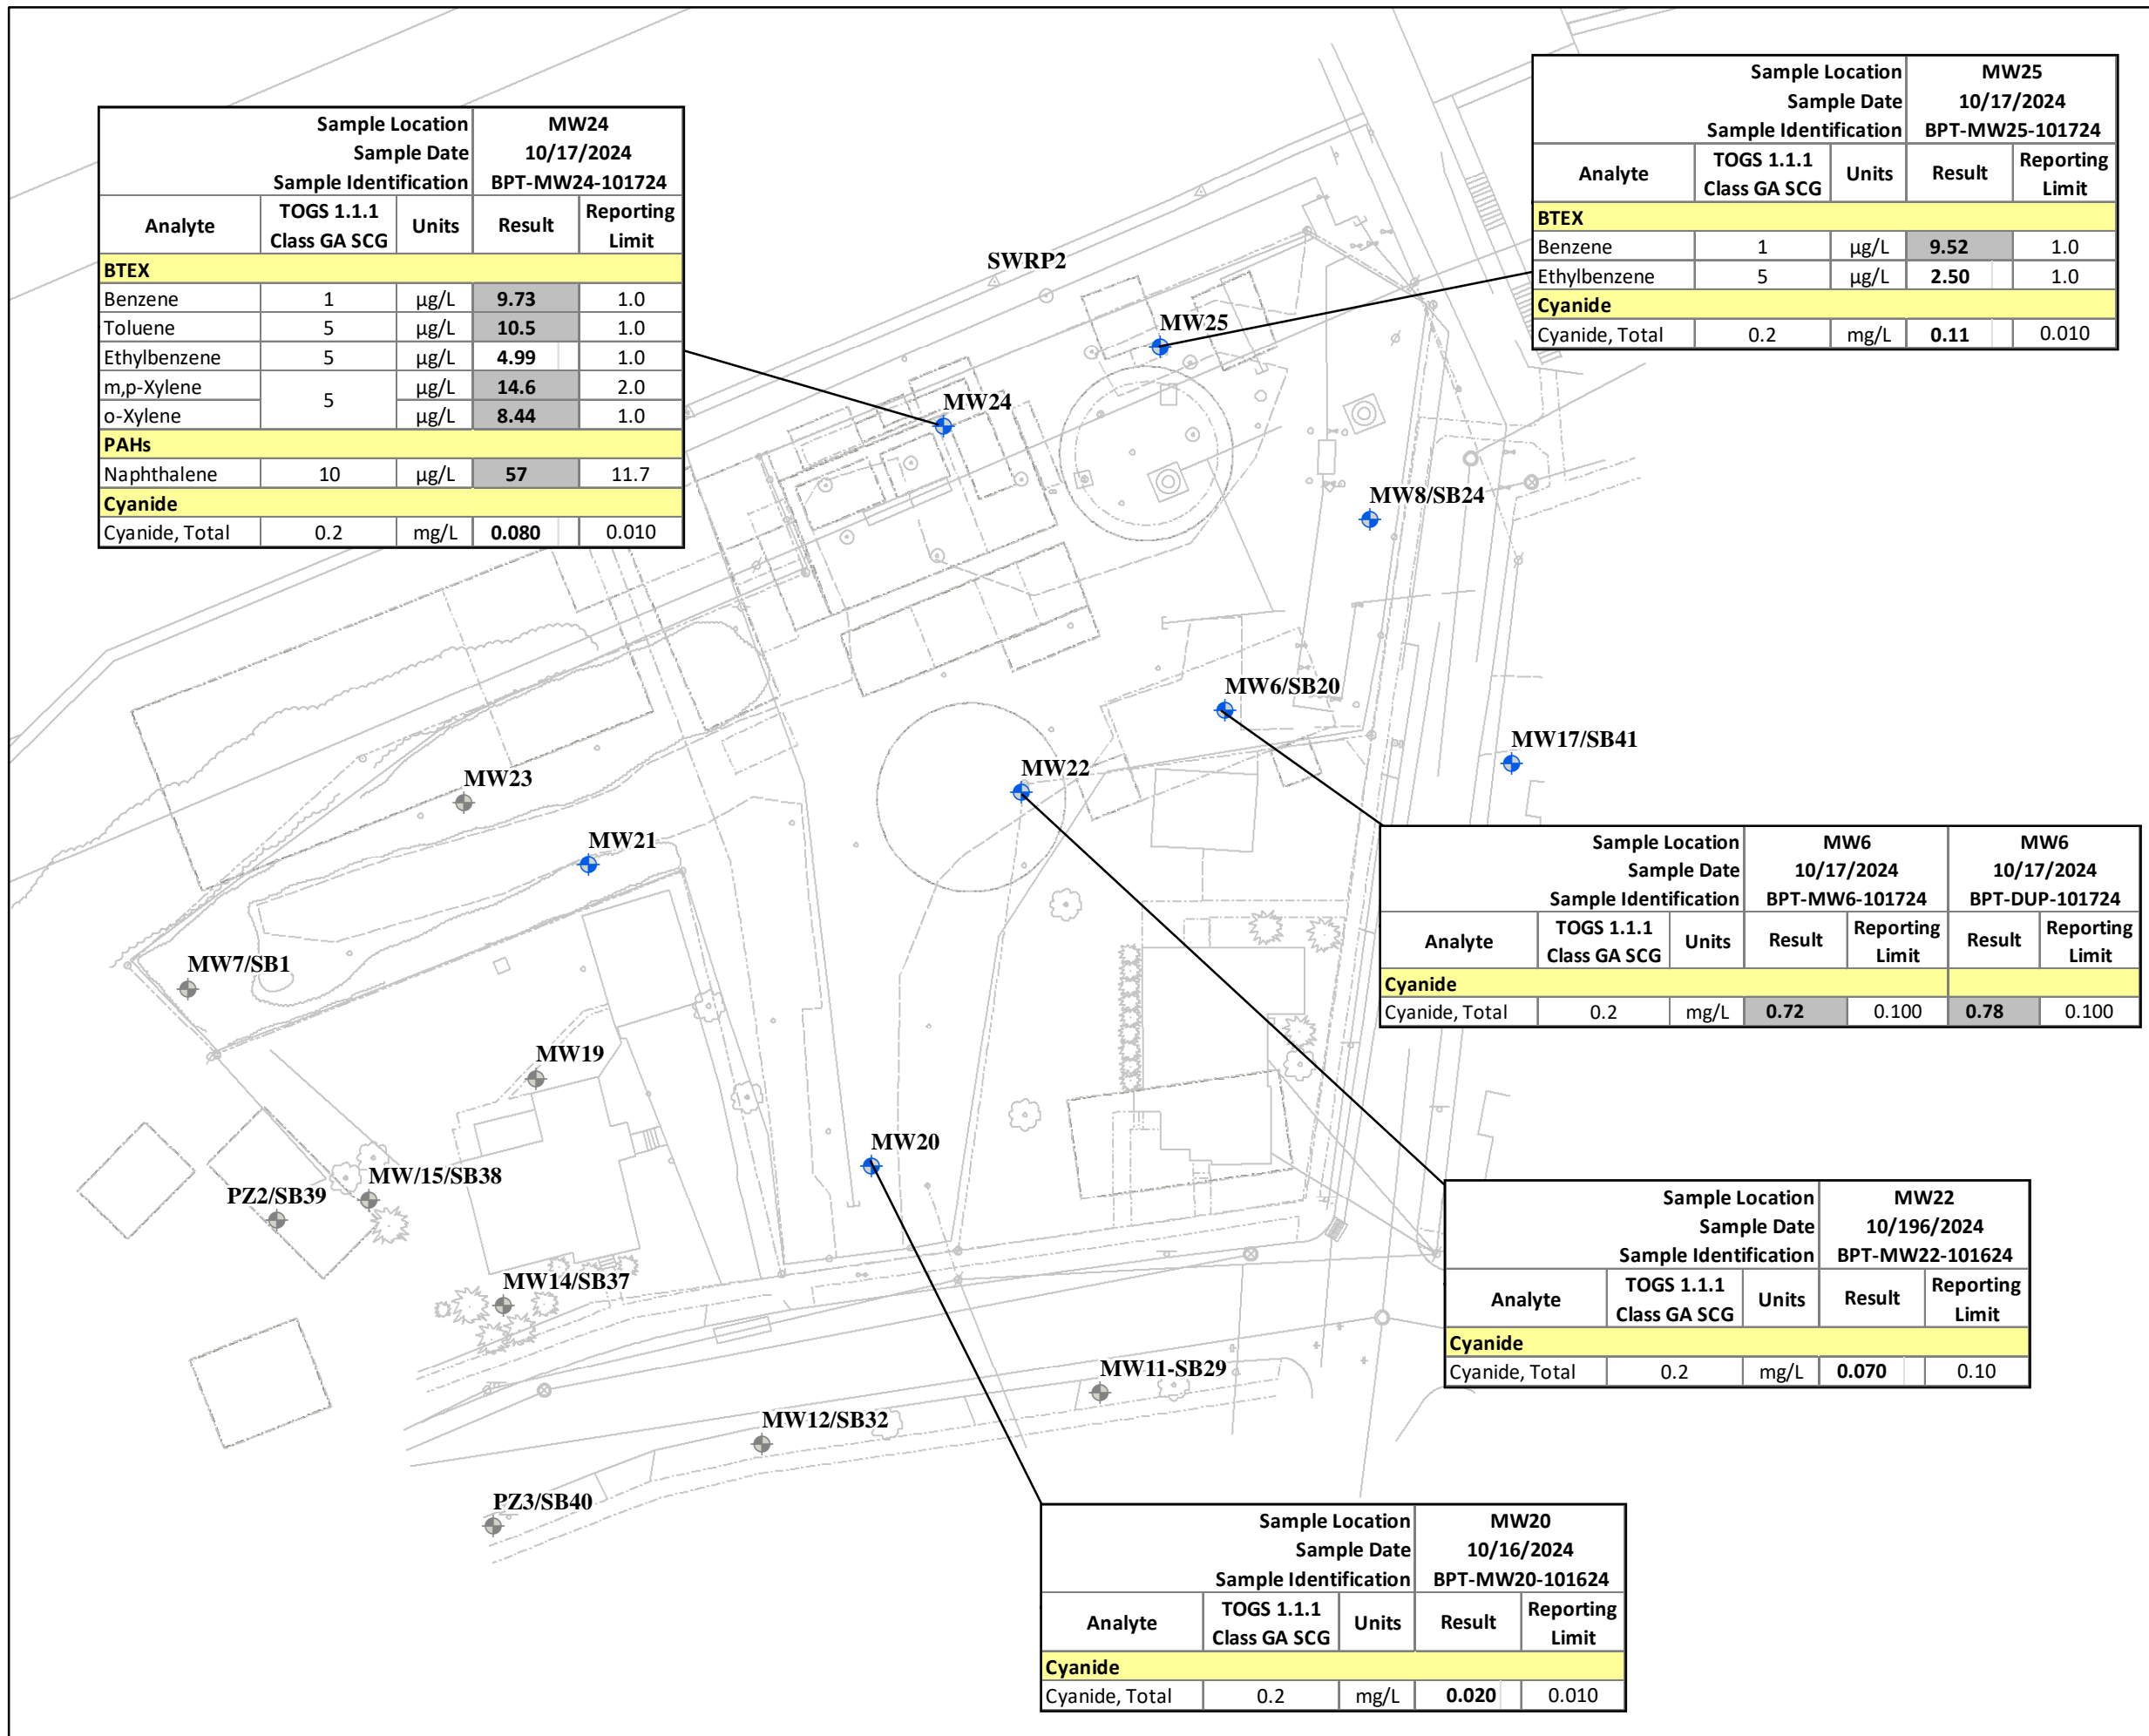 Sample Location MW24
Sample Date 10/17/2024
Sample Identification BPT-MW24-101724
Analyte TOGS 1.1.1 Class GA SCG Units Result Reporting Limit
BTEX
Benzene 1 µg/L 9.73 1.0
Toluene 5 µg/L 10.5 1.0
Ethylbenzene 5 µg/L 4.99 1.0
m,p-Xylene 5 µg/L 14.6 2.0
o-Xylene µg/L 8.44 1.0
PAHs
Naphthalene 10 µg/L 57 11.7
Cyanide
Cyanide, Total 0.2 mg/L 0.080 0.010
Sample Location MW25
Sample Date 10/17/2024
Sample Identification BPT-MW25-101724
Analyte TOGS 1.1.1 Class GA SCG Units Result Reporting Limit
BTEX
Benzene 1 µg/L 9.52 1.0
Ethylbenzene 5 µg/L 2.50 1.0
Cyanide
Cyanide, Total 0.2 mg/L 0.11 0.010
SWRP2
MW25
MW24
MW8/SB24
MW6/SB20
MW17/SB41
MW23
MW22
MW21
MW7/SB1
MW19
MW20
MW/15/SB38
PZ2/SB39
MW14/SB37
MW11-SB29
MW12/SB32
PZ3/SB40
Sample Location MW6 MW6
Sample Date 10/17/2024 10/17/2024
Sample Identification BPT-MW6-101724 BPT-DUP-101724
Analyte TOGS 1.1.1 Class GA SCG Units Result Reporting Limit Result Reporting Limit
Cyanide
Cyanide, Total 0.2 mg/L 0.72 0.100 0.78 0.100
Sample Location MW22
Sample Date 10/196/2024
Sample Identification BPT-MW22-101624
Analyte TOGS 1.1.1 Class GA SCG Units Result Reporting Limit
Cyanide
Cyanide, Total 0.2 mg/L 0.070 0.10
Sample Location MW20
Sample Date 10/16/2024
Sample Identification BPT-MW20-101624
Analyte TOGS 1.1.1 Class GA SCG Units Result Reporting Limit
Cyanide
Cyanide, Total 0.2 mg/L 0.020 0.010